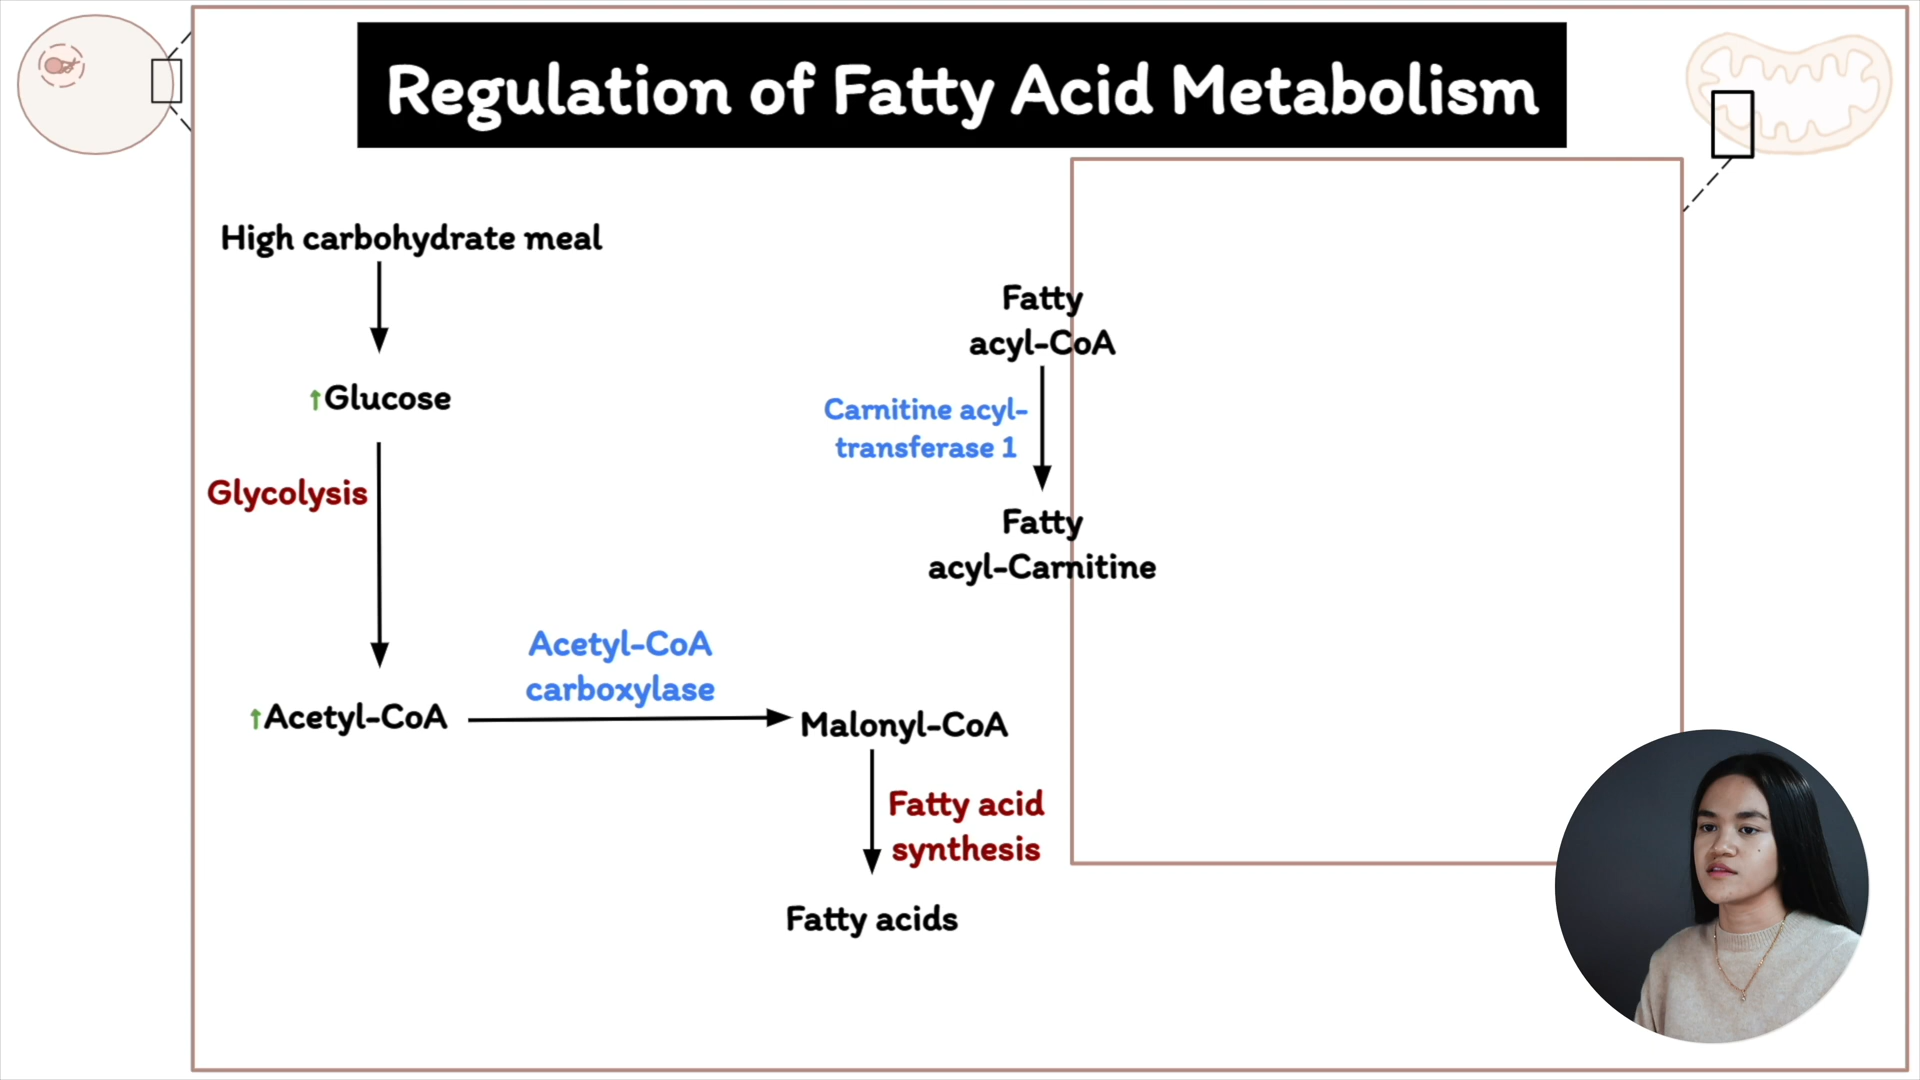 Regulation of Fatty Acid Metabolism
High carbohydrate meal
↑Glucose
Glycolysis
↑Acetyl-CoA
Acetyl-CoA
carboxylase
Malonyl-CoA
Fatty acid
synthesis
Fatty acids
Fatty
acyl-CoA
Carnitine acyl-
transferase 1
Fatty
acyl-Carnitine